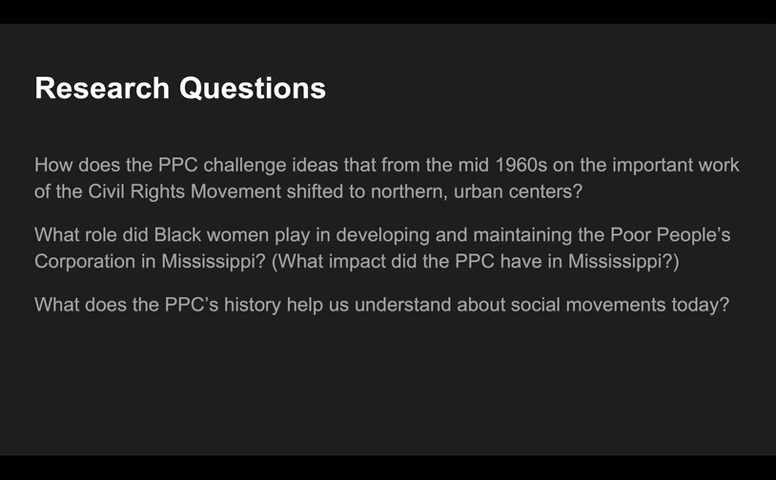 Research Questions
How does the PPC challenge ideas that from the mid 1960s on the important work
of the Civil Rights Movement shifted to northern, urban centers?
What role did Black women play in developing and maintaining the Poor People's
Corporation in Mississippi? (What impact did the PPC have in Mississippi?)
What does the PPC's history help us understand about social movements today?